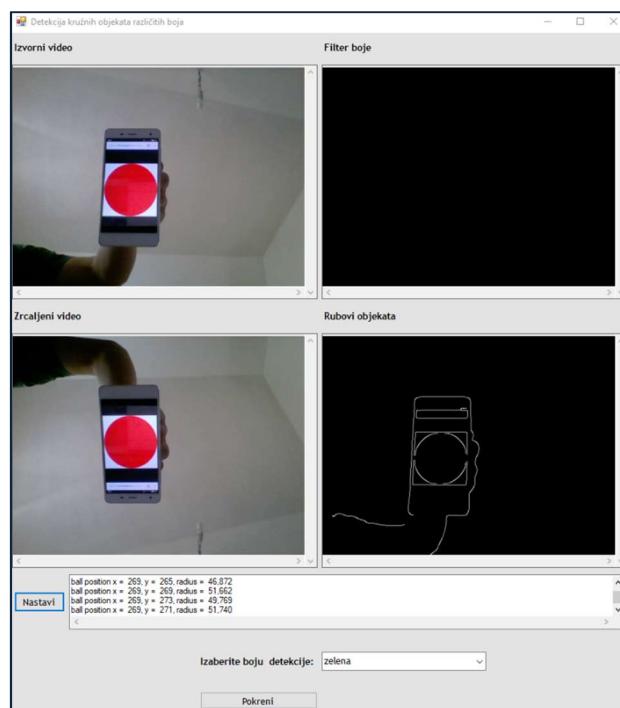 Detekcija kružnih objekata različitih boja
Izvorni video
Filter boje
Zrcaljeni video
Rubovi objekata
Nastavi
ball position x = 269, y = 265, radius = 46,872
ball position x = 269, y = 269, radius = 51,662
ball position x = 269, y = 273, radius = 49,769
ball position x = 269, y = 271, radius = 51,740
Izaberite boju detekcije:
zelena
Pokreni